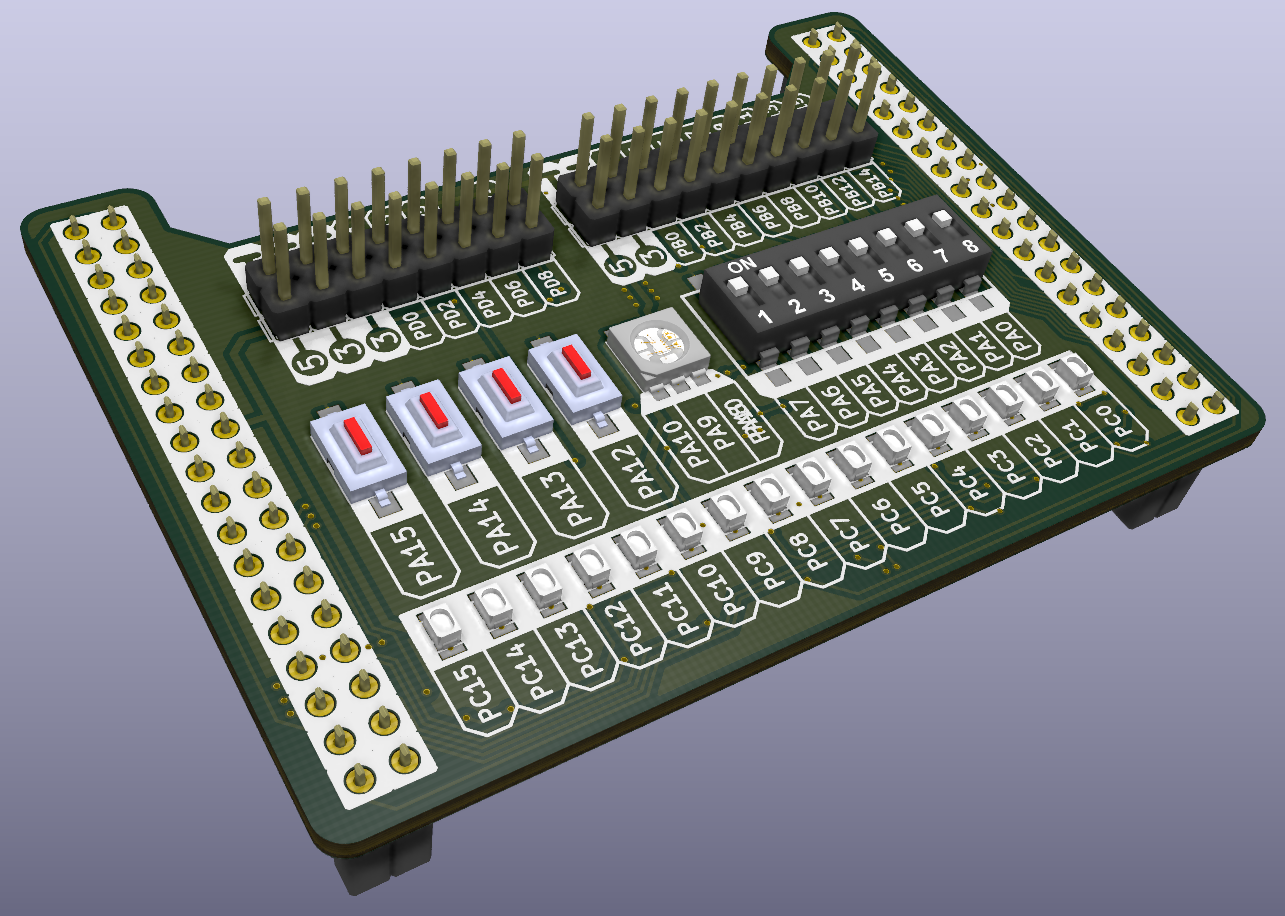 5 3 3 PD0 PD2 PD4 PD6 PD8
5 3 PB0 PB2 PB4 PB6 PB8 PB10 PB12 PB14
ON
1 2 3 4 5 6 7 8
PA7 PA6 PA5 PA4 PA3 PA2 PA1 PA0
PA15 PA14 PA13 PA12 PA10 PA9
PC15 PC14 PC13 PC12 PC11 PC10 PC9 PC8 PC7 PC6 PC5 PC4 PC3 PC2 PC1 PC0